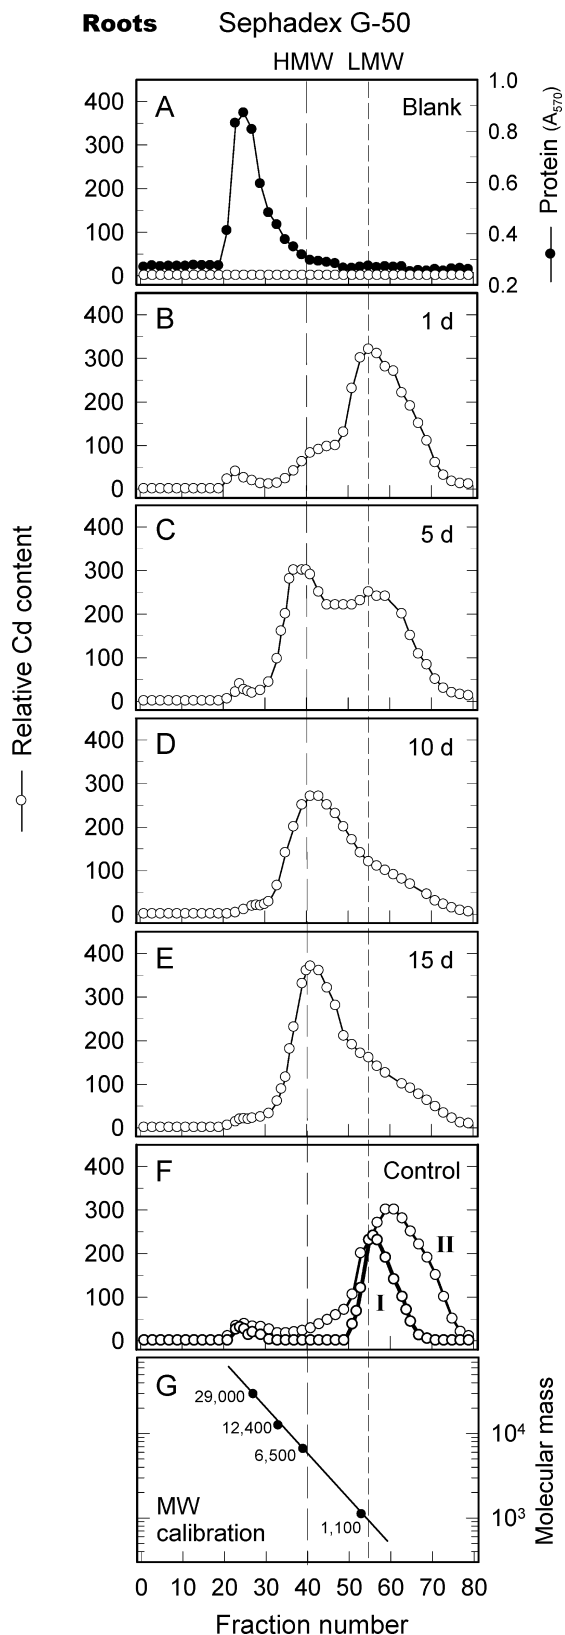 Roots Sephadex G-50
HMW LMW
A Blank
400
300
200
100
0
1.0
0.8
0.6
0.4
0.2
Protein (A570)
B 1 d
400
300
200
100
0
C 5 d
400
300
200
100
0
Relative Cd content
D 10 d
400
300
200
100
0
E 15 d
400
300
200
100
0
F Control
400
300
200
100
0
I
II
G
29,000
12,400
6,500
1,100
MW
calibration
10⁴
10³
Molecular mass
0 10 20 30 40 50 60 70 80
Fraction number